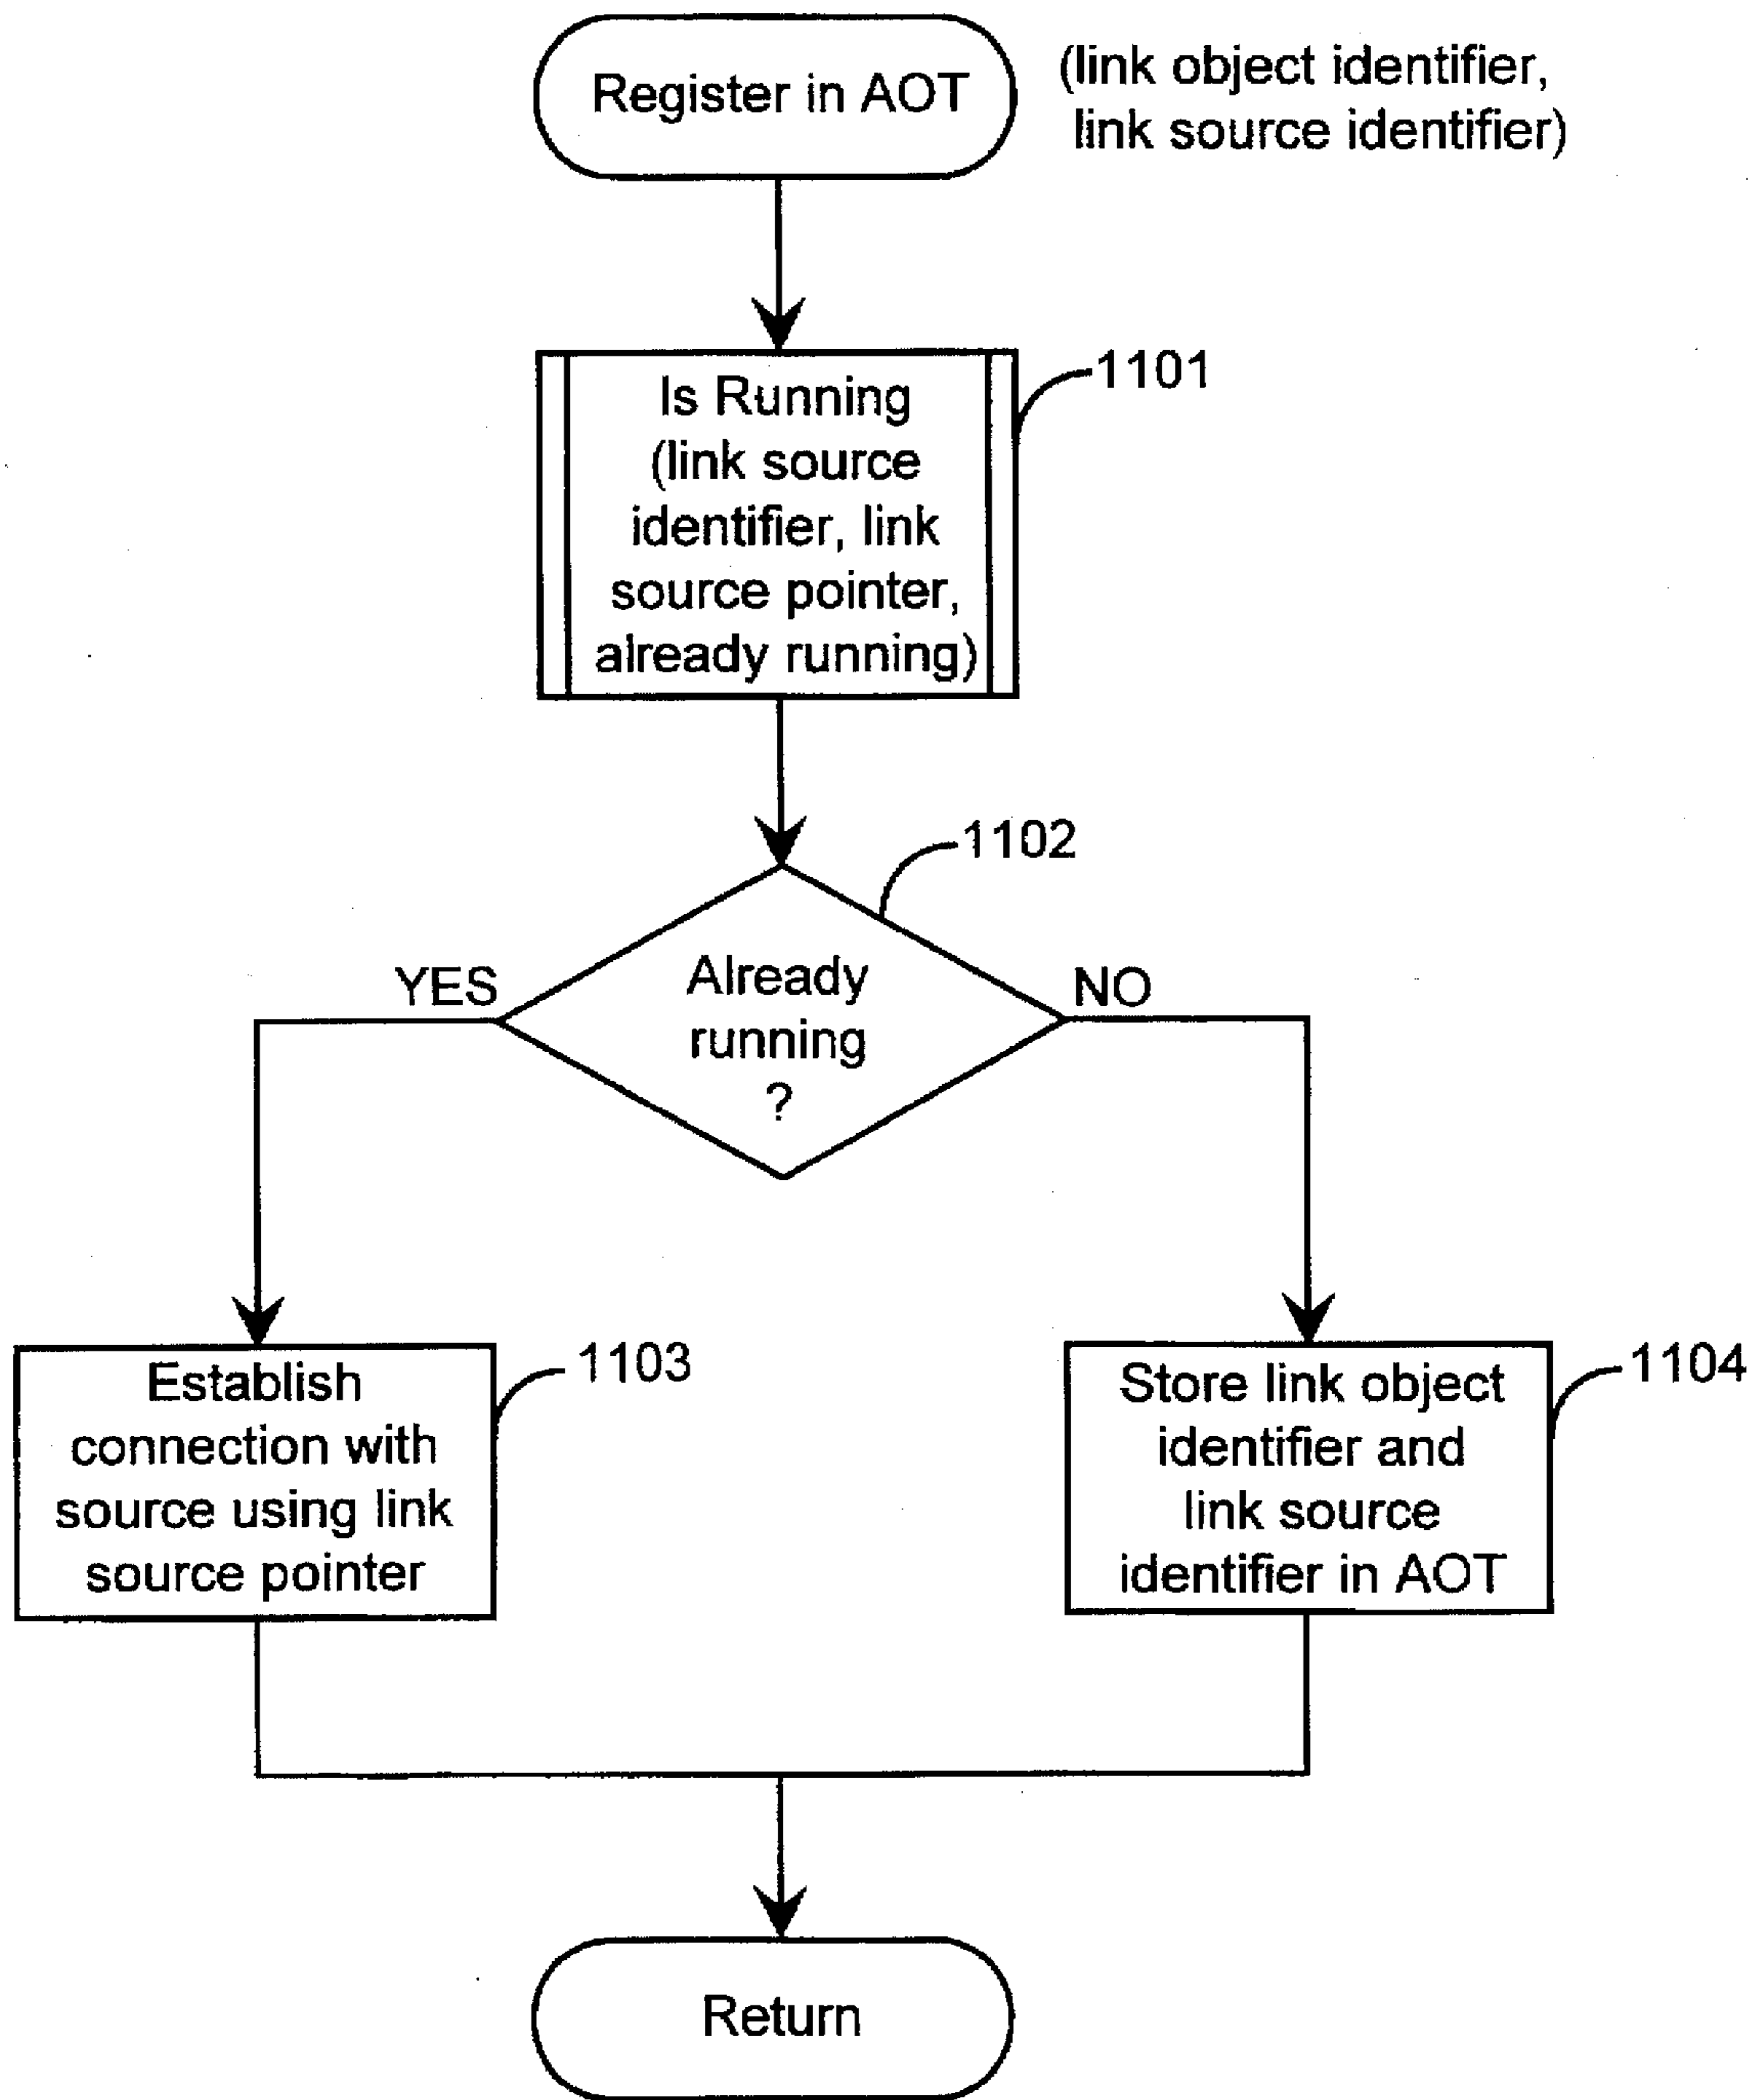 Register in AOT
(link object identifier,
link source identifier)
Is Running
(link source
identifier, link
source pointer,
already running)
1101
1102
YES
Already
running
?
NO
Establish
connection with
source using link
source pointer
1103
Store link object
identifier and
link source
identifier in AOT
1104
Return